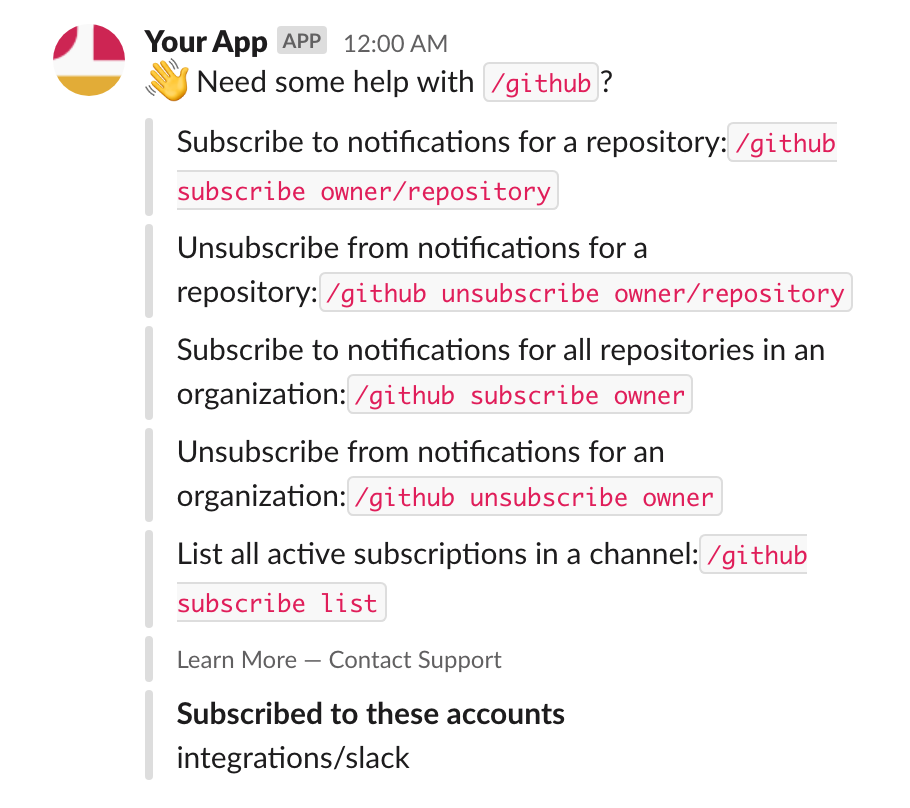 Your App APP 12:00 AM
👋 Need some help with /github?
Subscribe to notifications for a repository: /github
subscribe owner/repository
Unsubscribe from notifications for a
repository: /github unsubscribe owner/repository
Subscribe to notifications for all repositories in an
organization: /github subscribe owner
Unsubscribe from notifications for an
organization: /github unsubscribe owner
List all active subscriptions in a channel: /github
subscribe list
Learn More — Contact Support
Subscribed to these accounts
integrations/slack